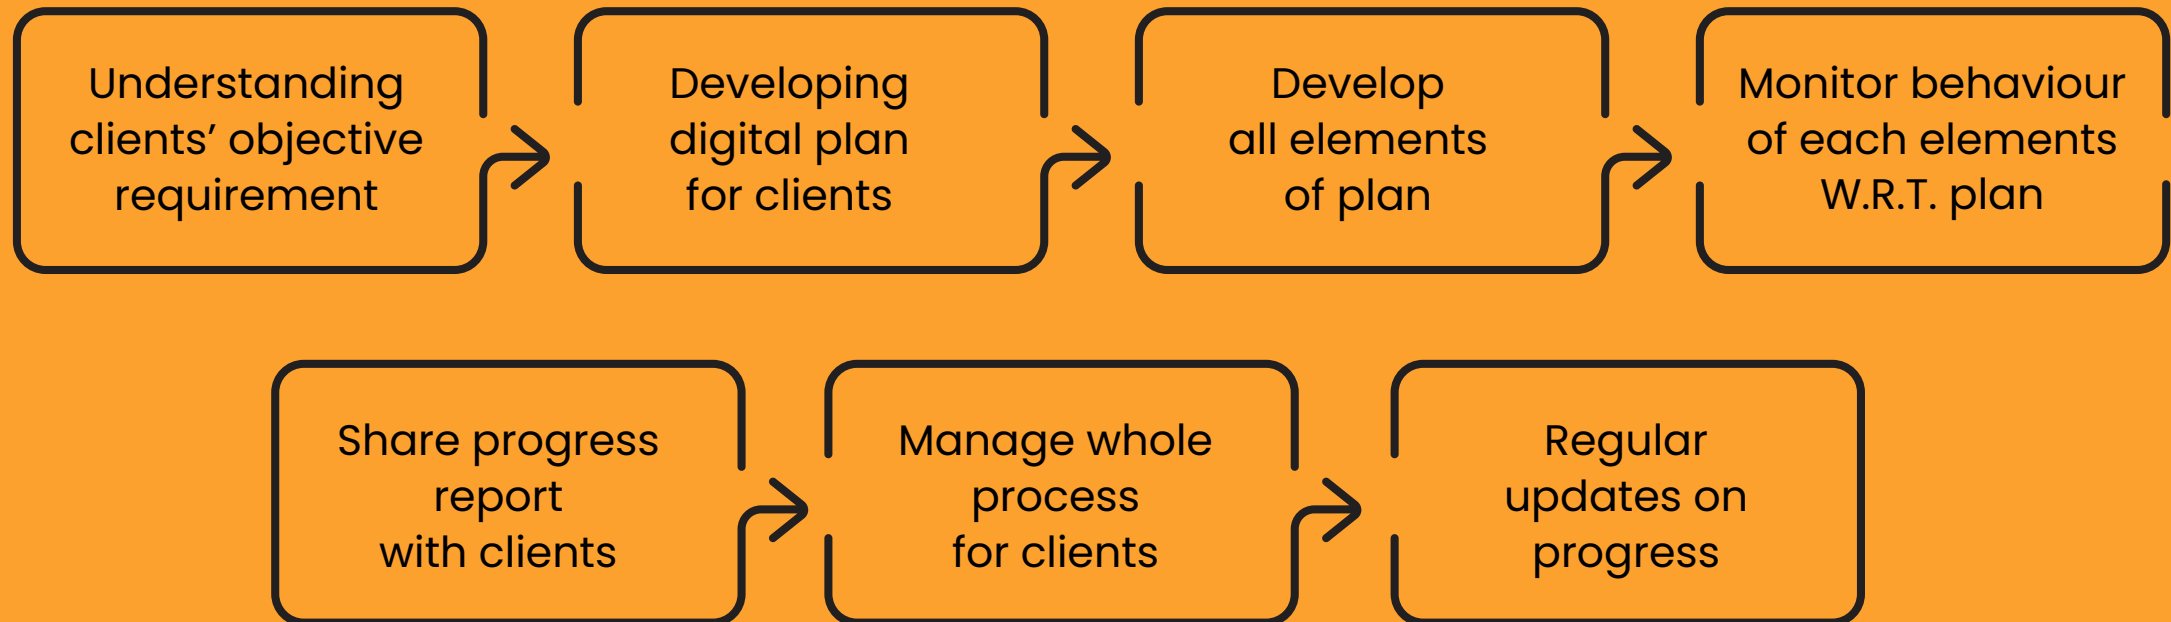 Understanding
clients’ objective
requirement
Developing
digital plan
for clients
Develop
all elements
of plan
Monitor behaviour
of each elements
W.R.T. plan
Share progress
report
with clients
Manage whole
process
for clients
Regular
updates on
progress